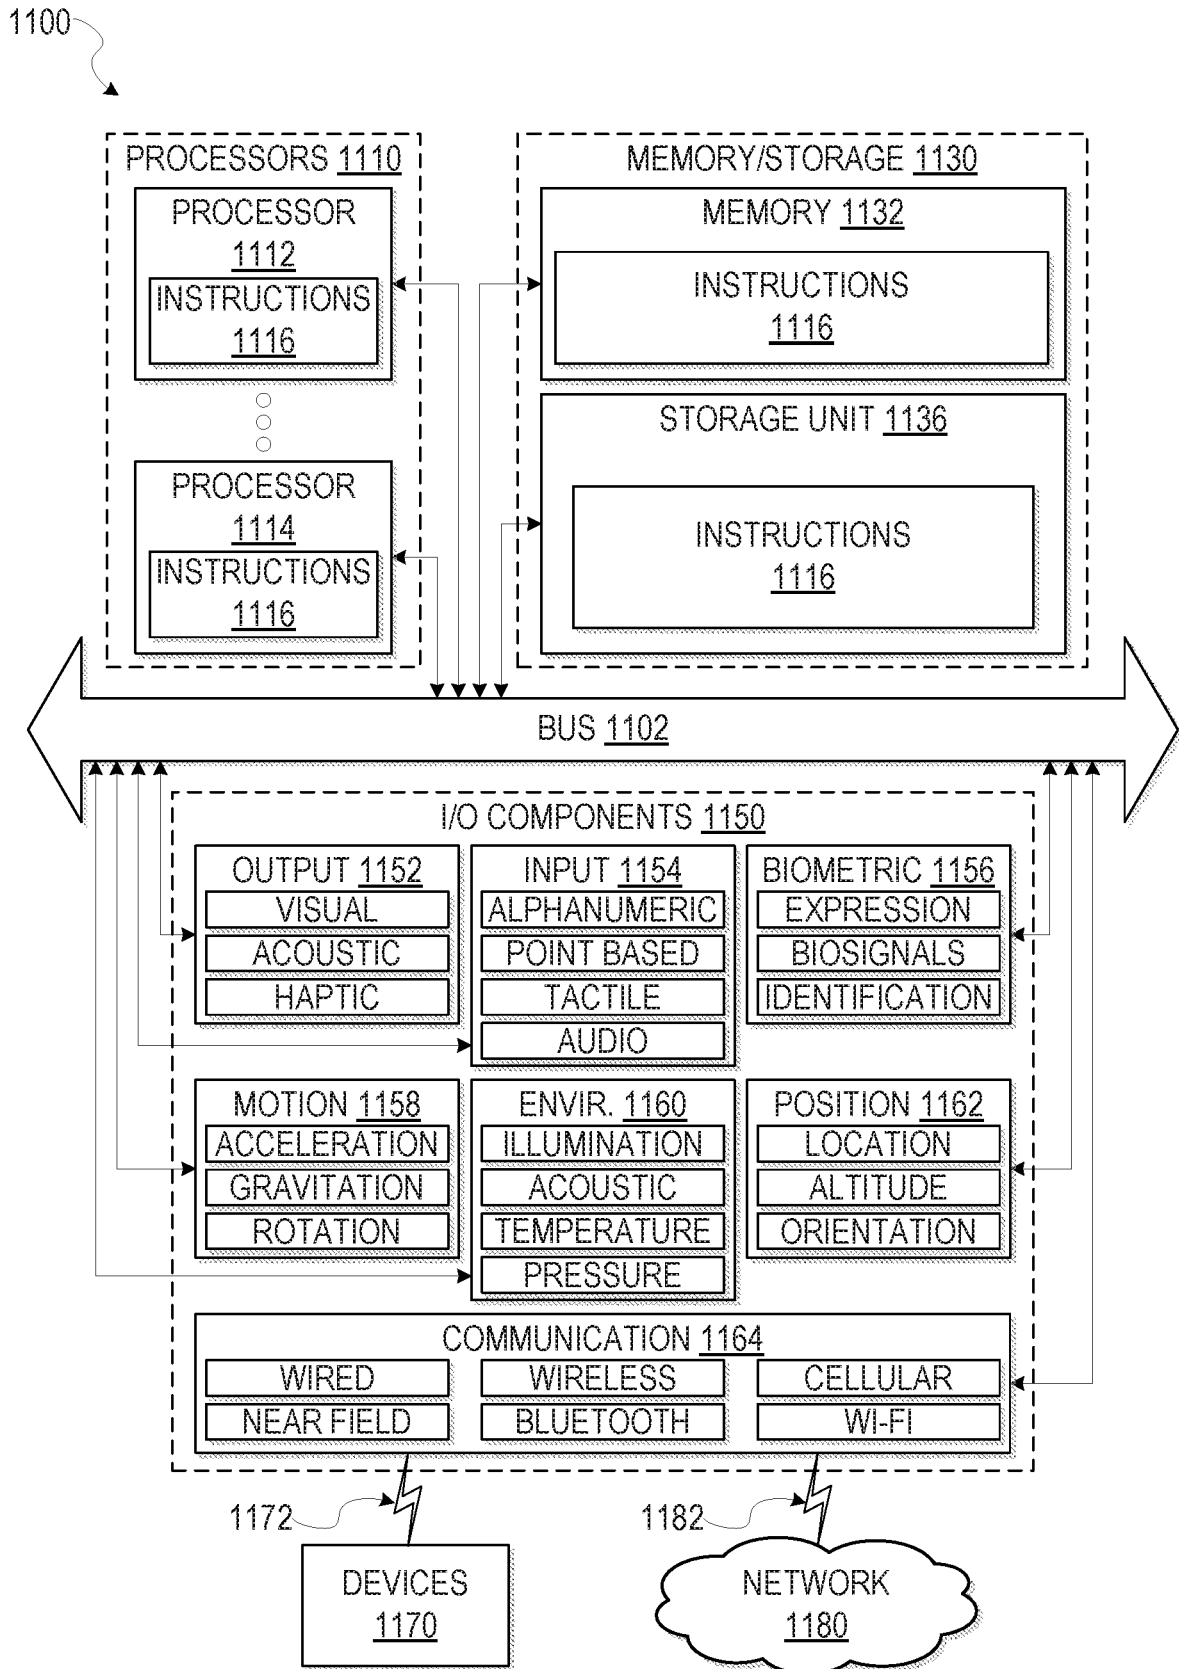 1100
PROCESSORS 1110
PROCESSOR
1112
INSTRUCTIONS
1116
PROCESSOR
1114
INSTRUCTIONS
1116
MEMORY/STORAGE 1130
MEMORY 1132
INSTRUCTIONS
1116
STORAGE UNIT 1136
INSTRUCTIONS
1116
BUS 1102
I/O COMPONENTS 1150
OUTPUT 1152
VISUAL
ACOUSTIC
HAPTIC
INPUT 1154
ALPHANUMERIC
POINT BASED
TACTILE
AUDIO
BIOMETRIC 1156
EXPRESSION
BIOSIGNALS
IDENTIFICATION
MOTION 1158
ACCELERATION
GRAVITATION
ROTATION
ENVIR. 1160
ILLUMINATION
ACOUSTIC
TEMPERATURE
PRESSURE
POSITION 1162
LOCATION
ALTITUDE
ORIENTATION
COMMUNICATION 1164
WIRED
WIRELESS
CELLULAR
NEAR FIELD
BLUETOOTH
WI-FI
1172
1182
DEVICES
1170
NETWORK
1180